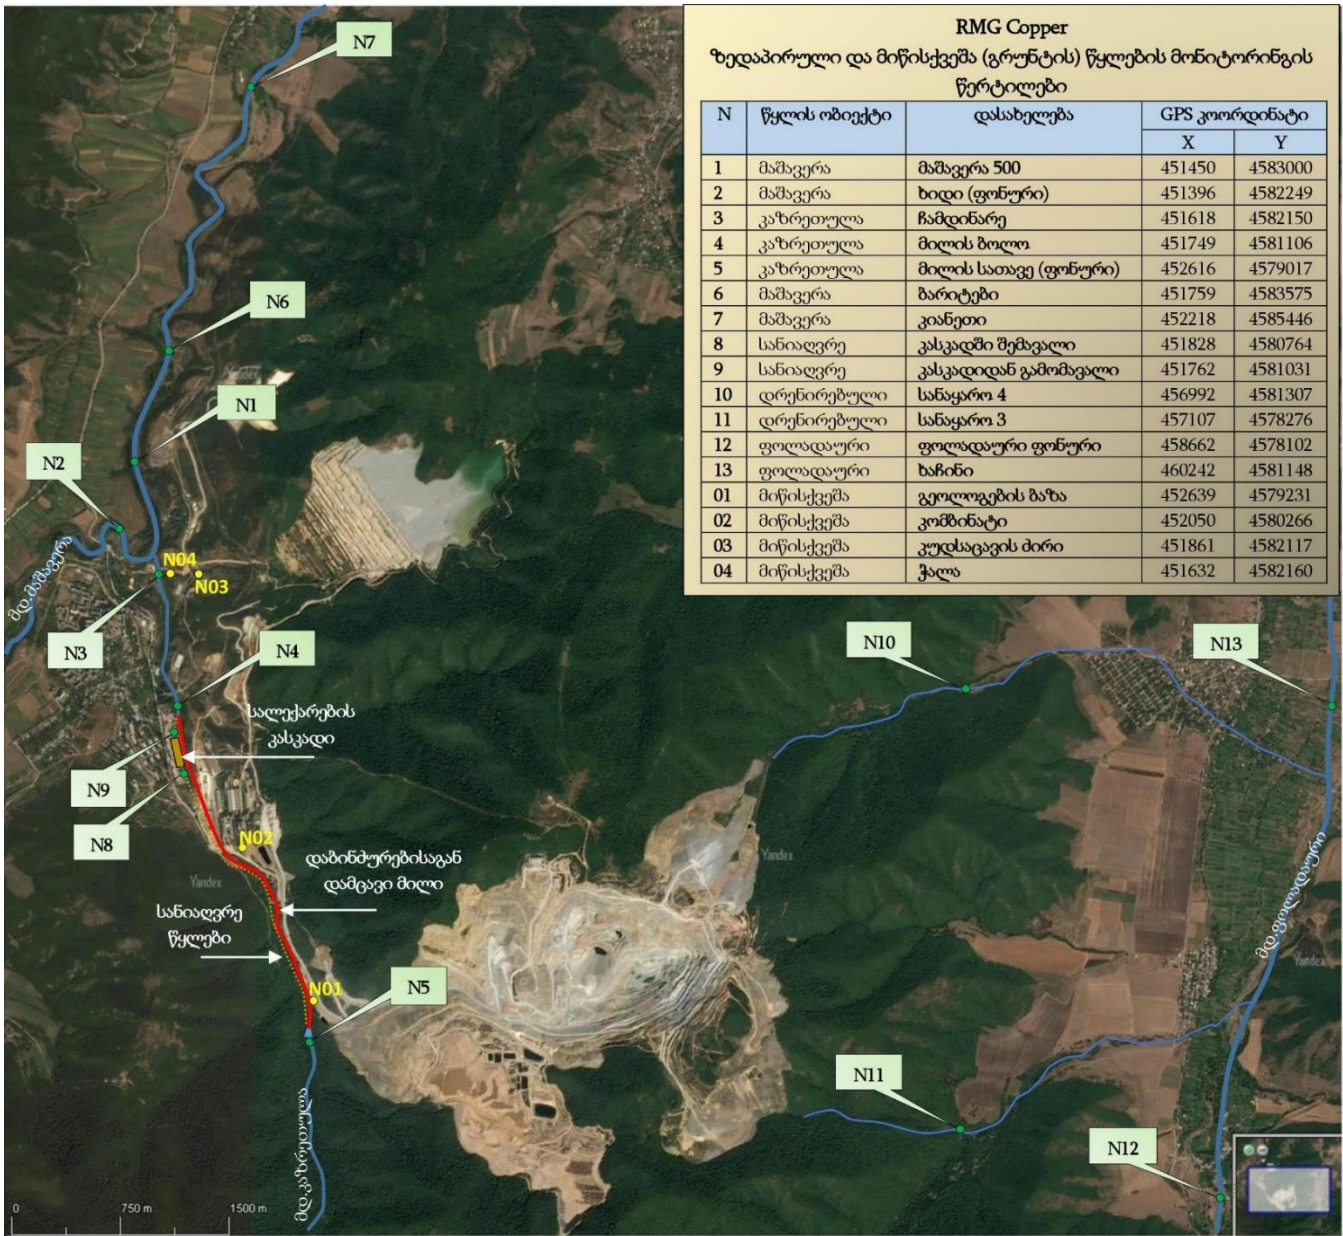 RMG Copper
ზედაპირული და მიწისქვეშა (გრუნტის) წყლების მონიტორინგის
წერტილები
N წყლის ობიექტი დასახელება GPS კოორდინატი
X Y
1 მაშავერა მაშავერა 500 451450 4583000
2 მაშავერა ხიდი (ფონური) 451396 4582249
3 კაზრეთულა ჩამდინარე 451618 4582150
4 კაზრეთულა მილის ბოლო 451749 4581106
5 კაზრეთულა მილის სათავე (ფონური) 452616 4579017
6 მაშავერა ბარიტები 451759 4583575
7 მაშავერა კიანეთი 452218 4585446
8 სანიაღვრე კასკადში შემავალი 451828 4580764
9 სანიაღვრე კასკადიდან გამომავალი 451762 4581031
10 დრენირებული სანაყარო 4 456992 4581307
11 დრენირებული სანაყარო 3 457107 4578276
12 ფოლადაური ფოლადაური ფონური 458662 4578102
13 ფოლადაური ხაჩინი 460242 4581148
01 მიწისქვეშა გეოლოგების ბაზა 452639 4579231
02 მიწისქვეშა კომბინატი 452050 4580266
03 მიწისქვეშა კუდსაცავის ძირი 451861 4582117
04 მიწისქვეშა ჭალა 451632 4582160
N7
N6
Yandex
N1
N2
მდ.მაშავერა
N04
N03
N3
N4
N10
N13
სალექარების
კასკადი
N9
N8
N02
Yandex
დაბინძურებისაგან
დამცავი მილი
Yandex
სანიაღვრე
წყლები
მდ.ფოლადაური
Yandex
N01
N5
N11
მდ.კაზრეთულა
N12
0 750 m 1500 m